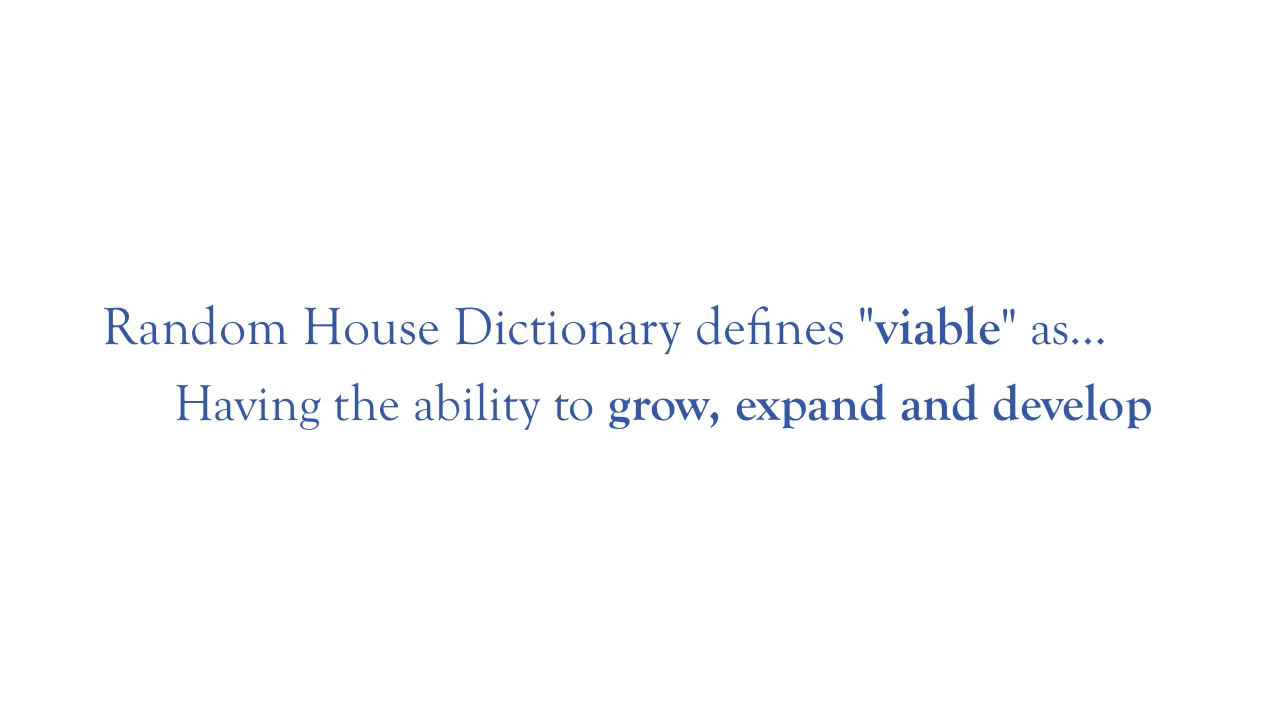 Random House Dictionary defines "viable" as...
Having the ability to grow, expand and develop